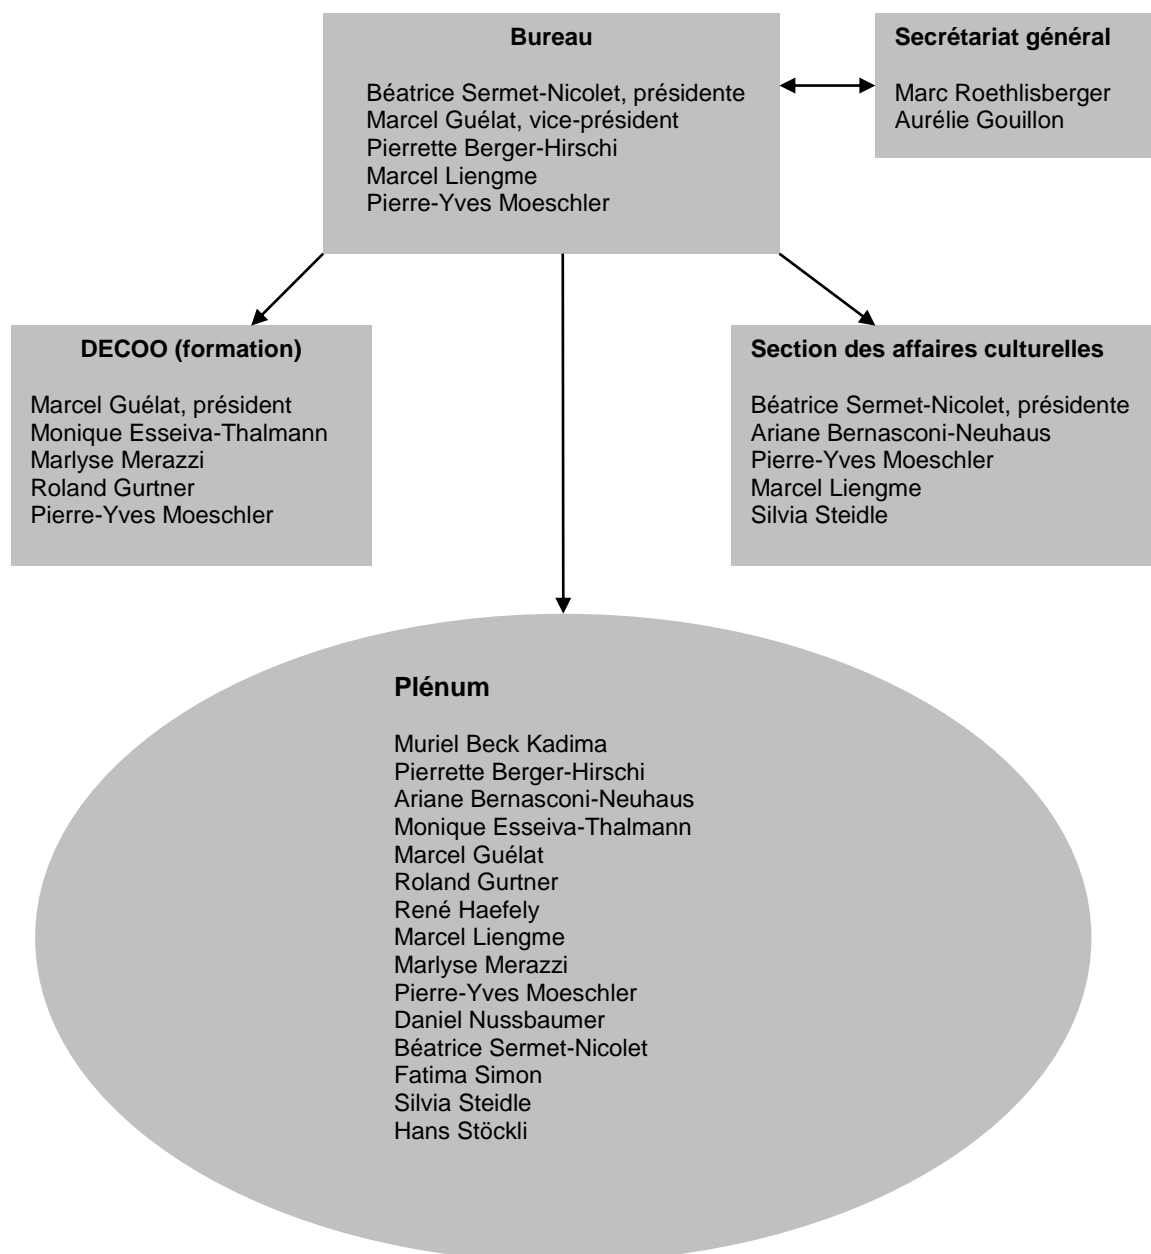 Bureau
Béatrice Sermet-Nicolet, présidente
Marcel Guélat, vice-président
Pierrette Berger-Hirschi
Marcel Liengme
Pierre-Yves Moeschler
Secrétariat général
Marc Roethlisberger
Aurélie Gouillon
DECOO (formation)
Marcel Guélat, président
Monique Esseiva-Thalmann
Marlyse Merazzi
Roland Gurtner
Pierre-Yves Moeschler
Section des affaires culturelles
Béatrice Sermet-Nicolet, présidente
Ariane Bernasconi-Neuhaus
Pierre-Yves Moeschler
Marcel Liengme
Silvia Steidle
Plénum
Muriel Beck Kadima
Pierrette Berger-Hirschi
Ariane Bernasconi-Neuhaus
Monique Esseiva-Thalmann
Marcel Guélat
Roland Gurtner
René Haefely
Marcel Liengme
Marlyse Merazzi
Pierre-Yves Moeschler
Daniel Nussbaumer
Béatrice Sermet-Nicolet
Fatima Simon
Silvia Steidle
Hans Stöckli